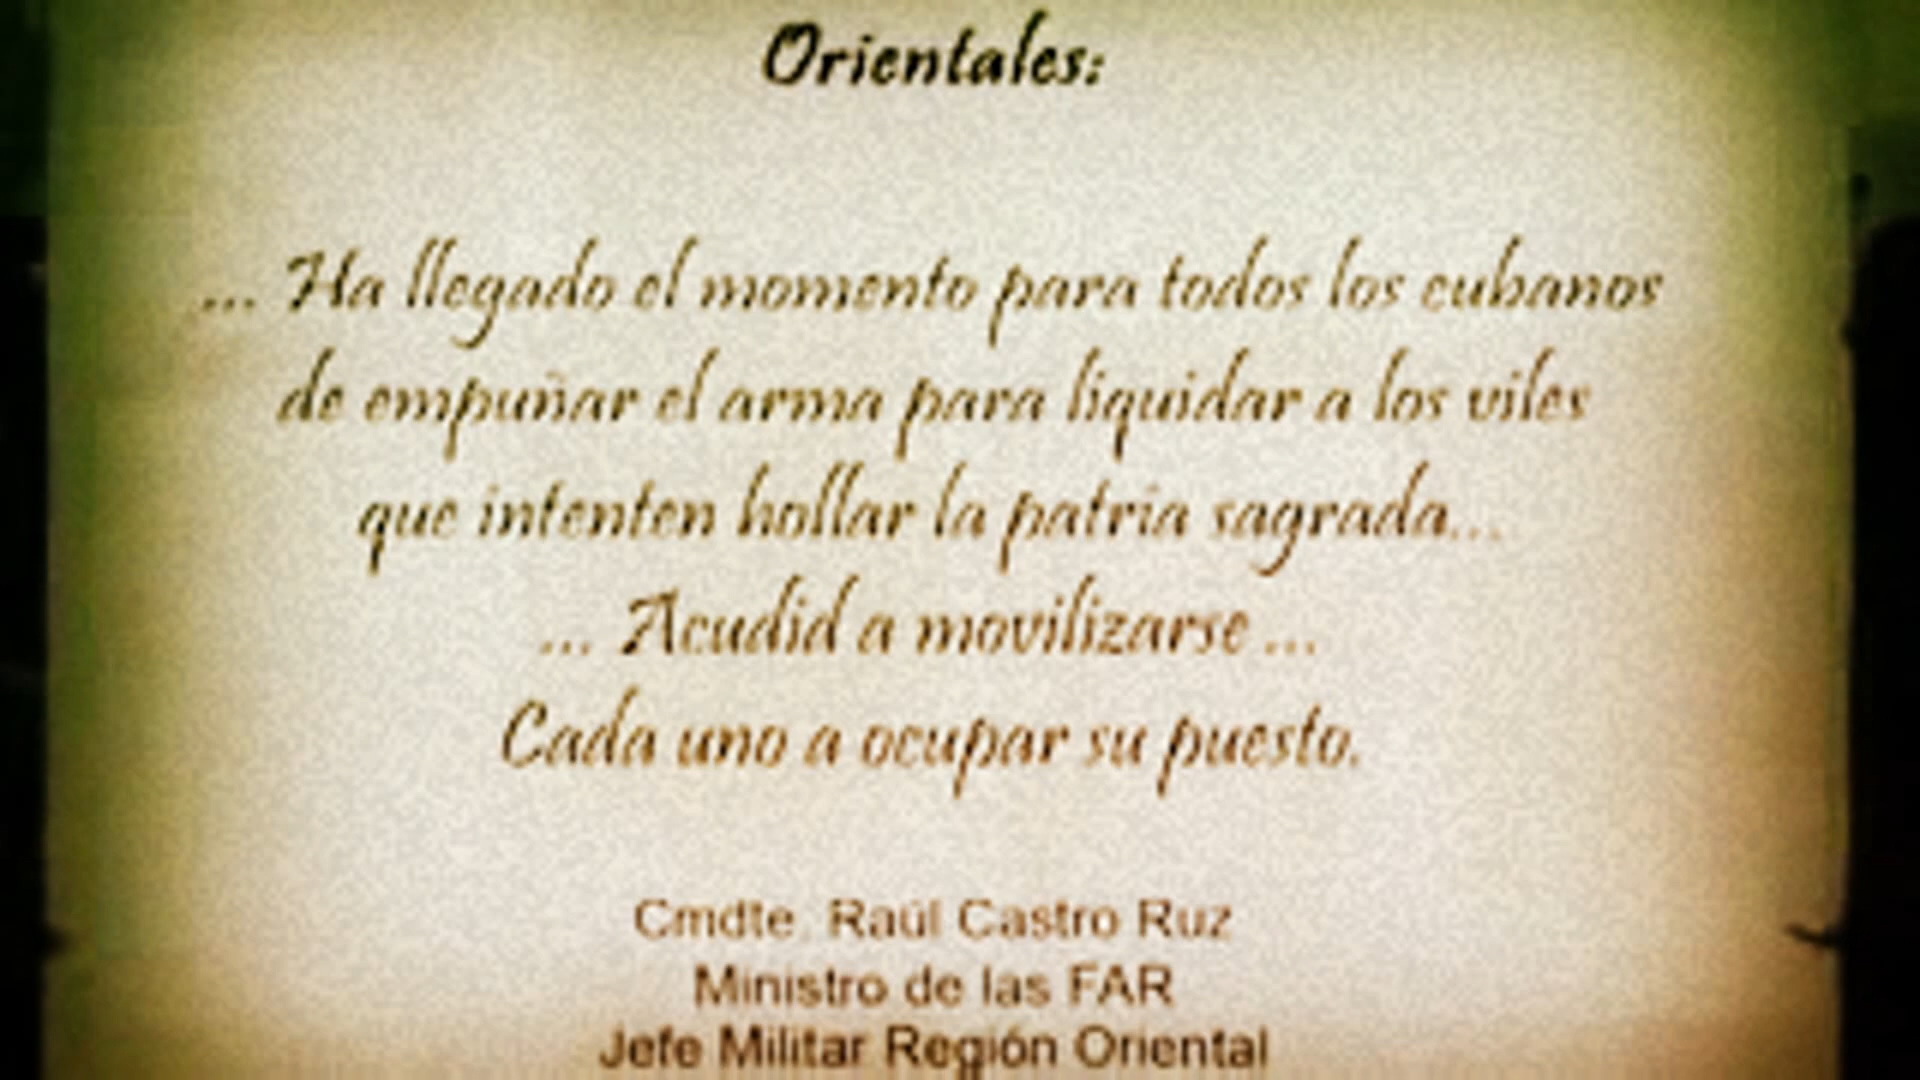 Orientales:
... Ha llegado el momento para todos los cubanos
de empuñar el arma para liquidar a los viles
que intenten hollar la patria sagrada...
... Acudid a movilizarse ...
Cada uno a ocupar su puesto.
Cmdte. Raúl Castro Ruz
Ministro de las FAR
Jefe Militar Región Oriental